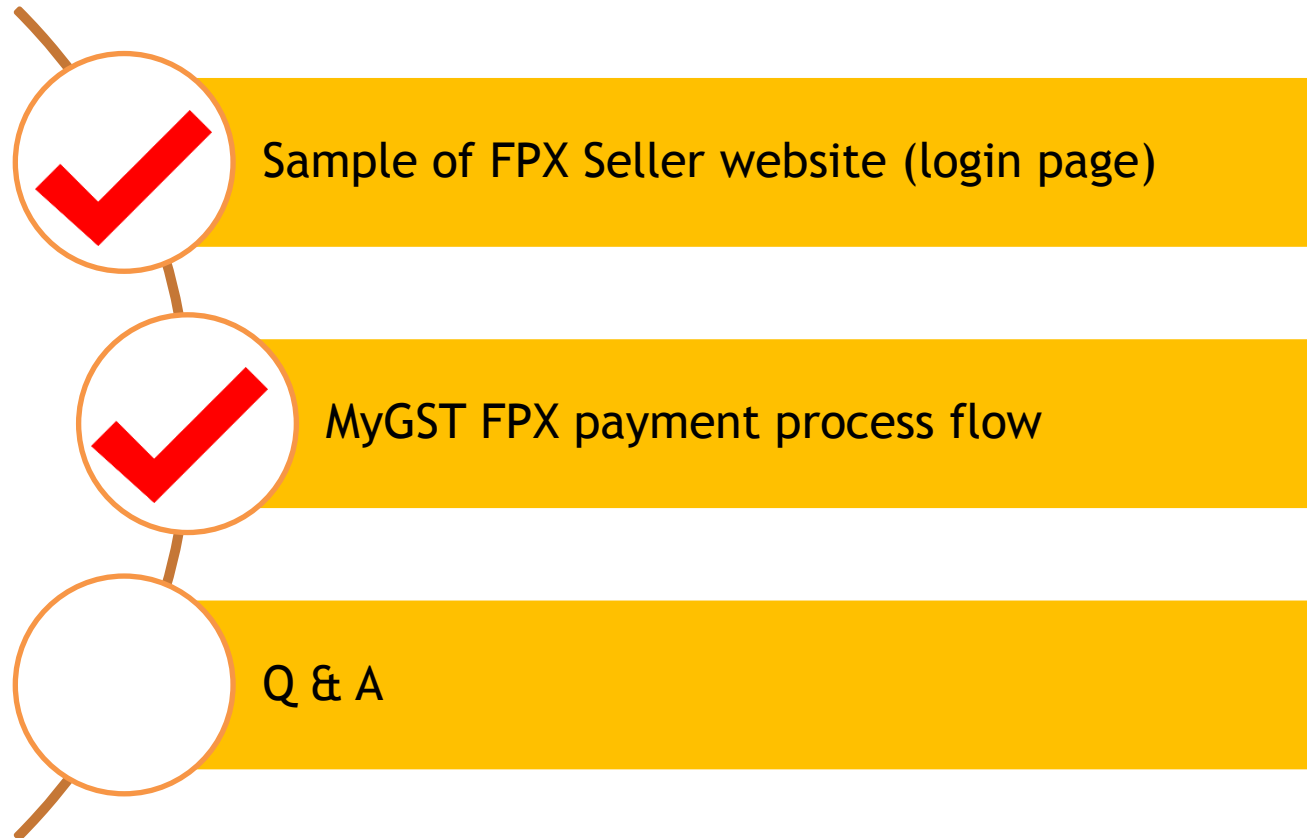 Sample of FPX Seller website (login page)
MyGST FPX payment process flow
Q & A